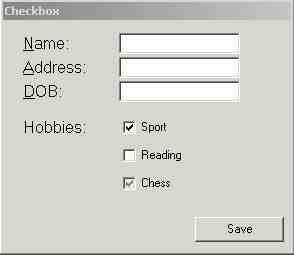 Checkbox
Name:
Address:
DOB:
Hobbies: Sport
Reading
Chess
Save